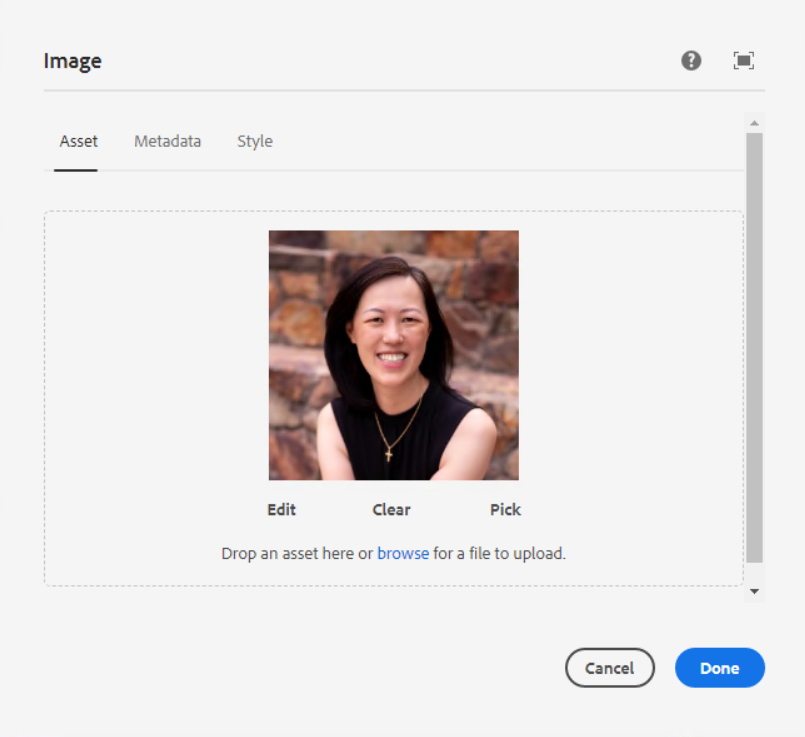 Image
Asset Metadata Style
Edit Clear Pick
Drop an asset here or browse for a file to upload.
Cancel Done